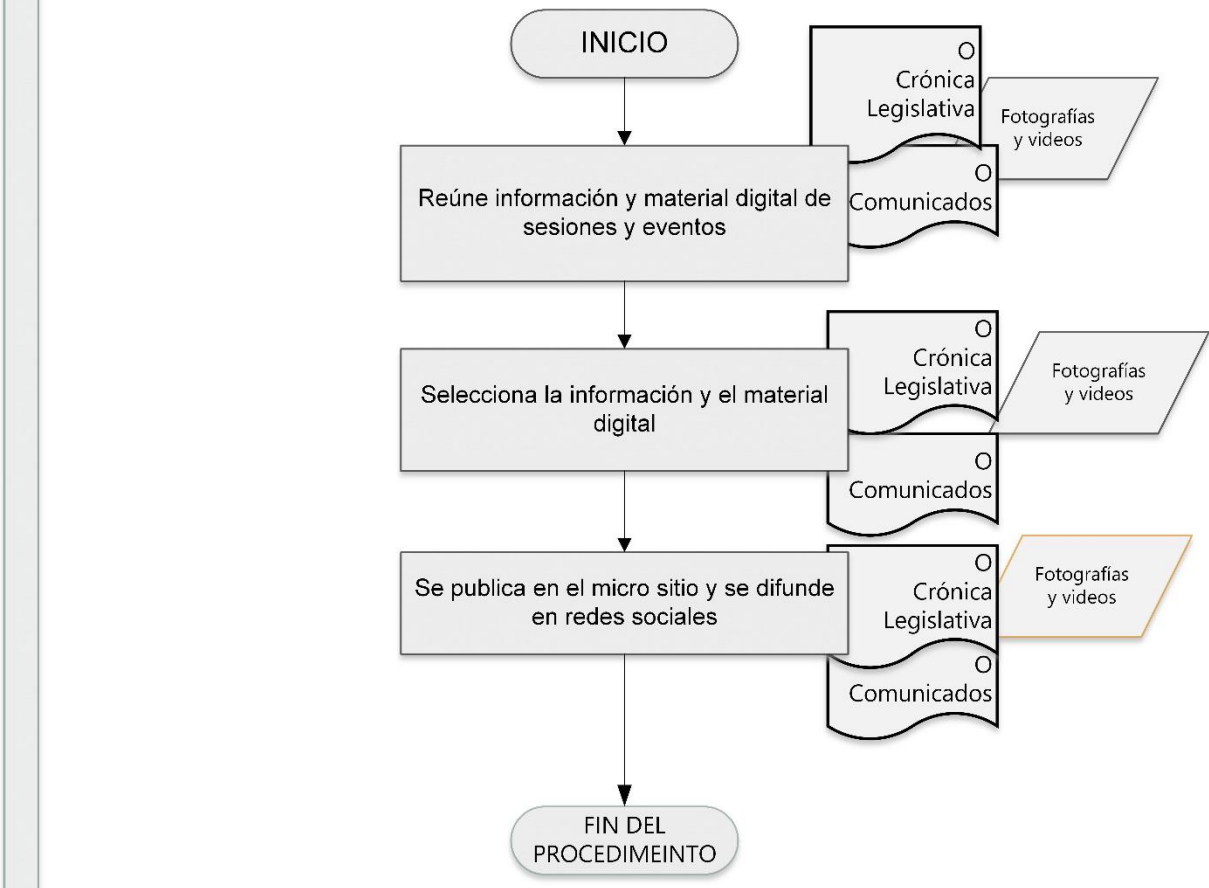 INICIO
O
Crónica
Legislativa
Fotografías
y videos
Reúne información y material digital de
sesiones y eventos
O
Comunicados
Selecciona la información y el material
digital
O
Crónica
Legislativa
Fotografías
y videos
O
Comunicados
Se publica en el micro sitio y se difunde
en redes sociales
O
Crónica
Legislativa
Fotografías
y videos
O
Comunicados
FIN DEL
PROCEDIMEINTO